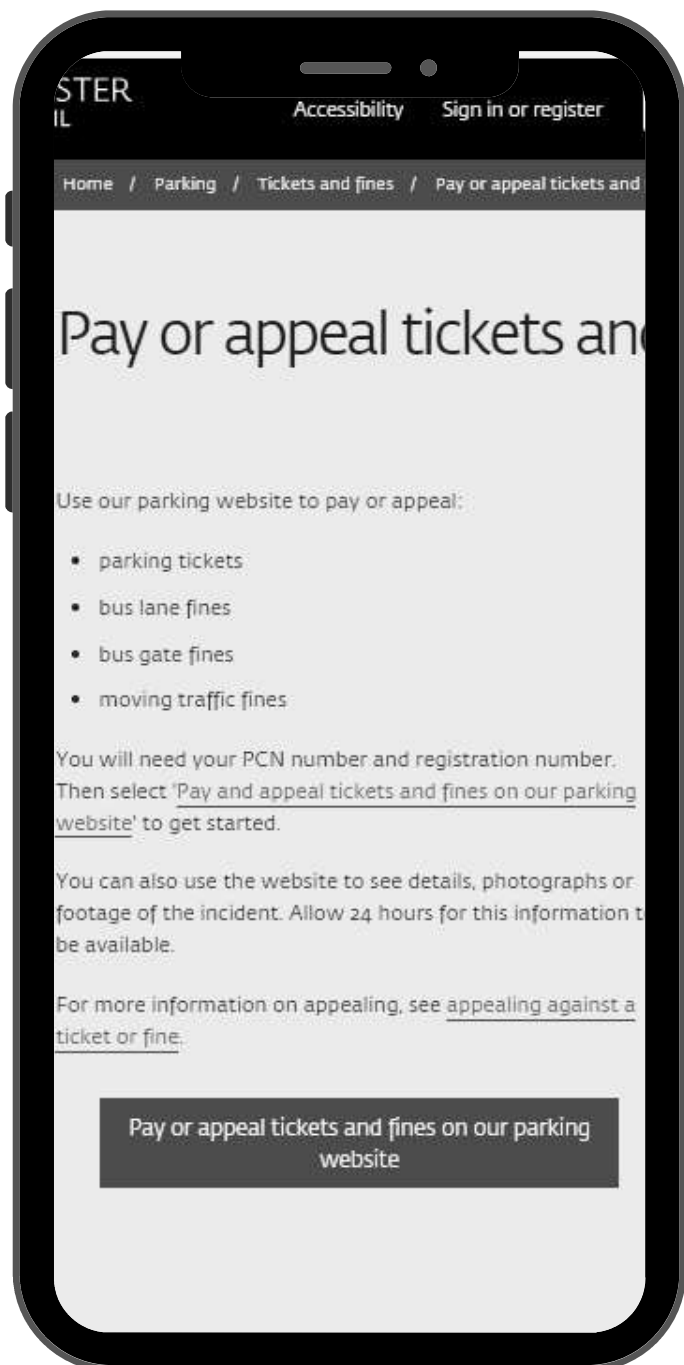 STER
IL
Accessibility Sign in or register
Home / Parking / Tickets and fines / Pay or appeal tickets and
Pay or appeal tickets an
Use our parking website to pay or appeal:
• parking tickets
• bus lane fines
• bus gate fines
• moving traffic fines
You will need your PCN number and registration number.
Then select 'Pay and appeal tickets and fines on our parking
website' to get started.
You can also use the website to see details, photographs or
footage of the incident. Allow 24 hours for this information t
be available.
For more information on appealing, see appealing against a
ticket or fine.
Pay or appeal tickets and fines on our parking
website